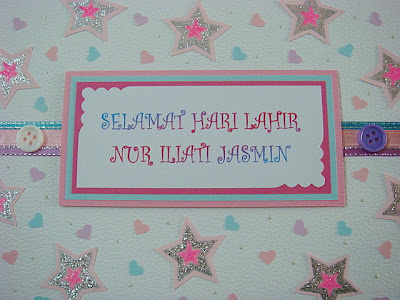 SELAMAT HARI LAHIR
NUR ILIATI JASMIN